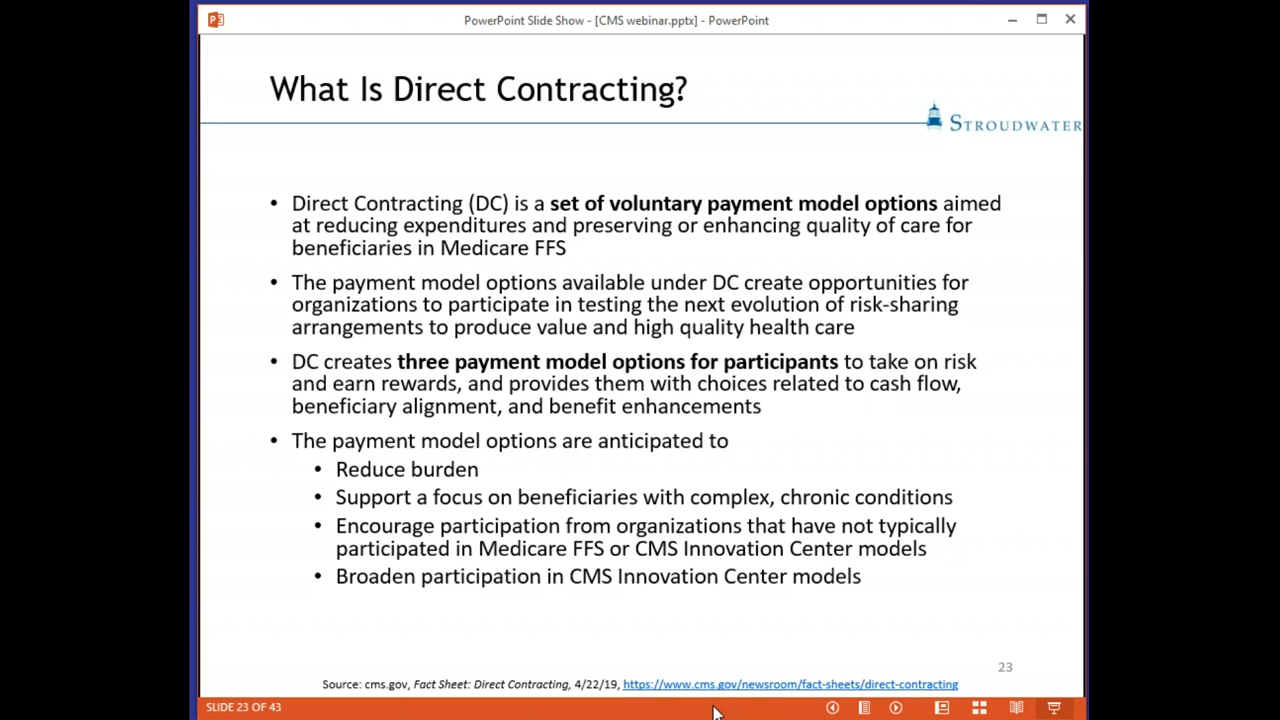 PowerPoint Slide Show - [CMS webinar.pptx] - PowerPoint
What Is Direct Contracting?
STROUDWATER
• Direct Contracting (DC) is a set of voluntary payment model options aimed
at reducing expenditures and preserving or enhancing quality of care for
beneficiaries in Medicare FFS
• The payment model options available under DC create opportunities for
organizations to participate in testing the next evolution of risk-sharing
arrangements to produce value and high quality health care
• DC creates three payment model options for participants to take on risk
and earn rewards, and provides them with choices related to cash flow,
beneficiary alignment, and benefit enhancements
• The payment model options are anticipated to
• Reduce burden
• Support a focus on beneficiaries with complex, chronic conditions
• Encourage participation from organizations that have not typically
participated in Medicare FFS or CMS Innovation Center models
• Broaden participation in CMS Innovation Center models
23
Source: cms.gov, Fact Sheet: Direct Contracting, 4/22/19, https://www.cms.gov/newsroom/fact-sheets/direct-contracting
SLIDE 23 OF 43